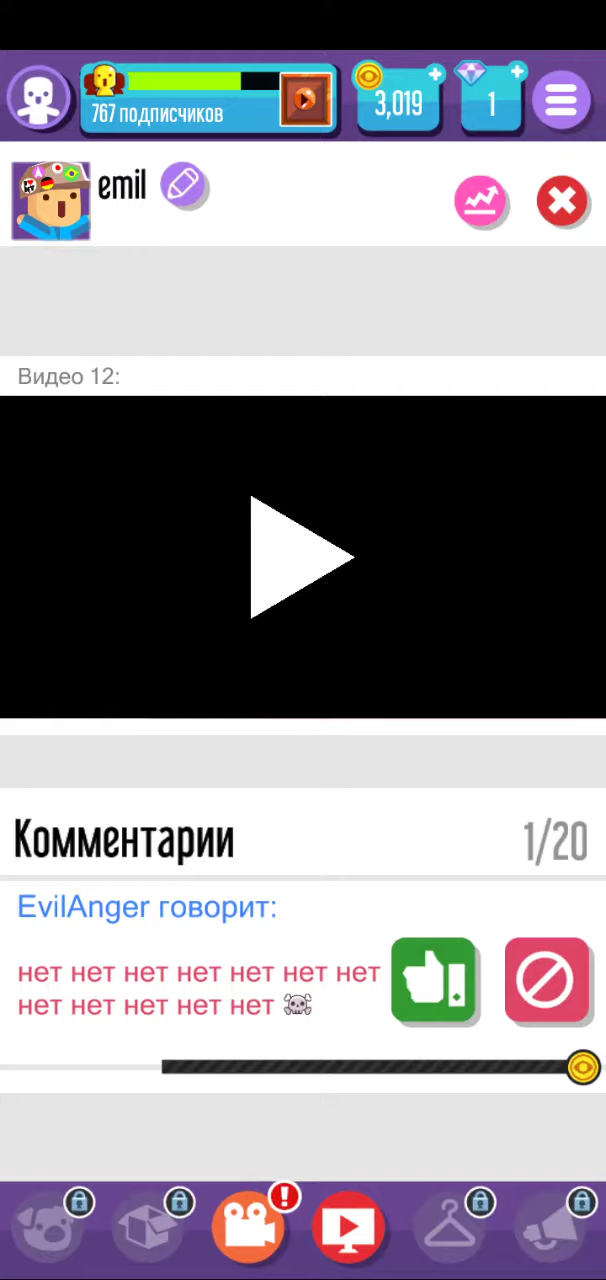 767 подписчиков
3,019
1
emil
Видео 12:
Комментарии
1/20
EvilAnger говорит:
нет нет нет нет нет нет нет
нет нет нет нет нет ☠️